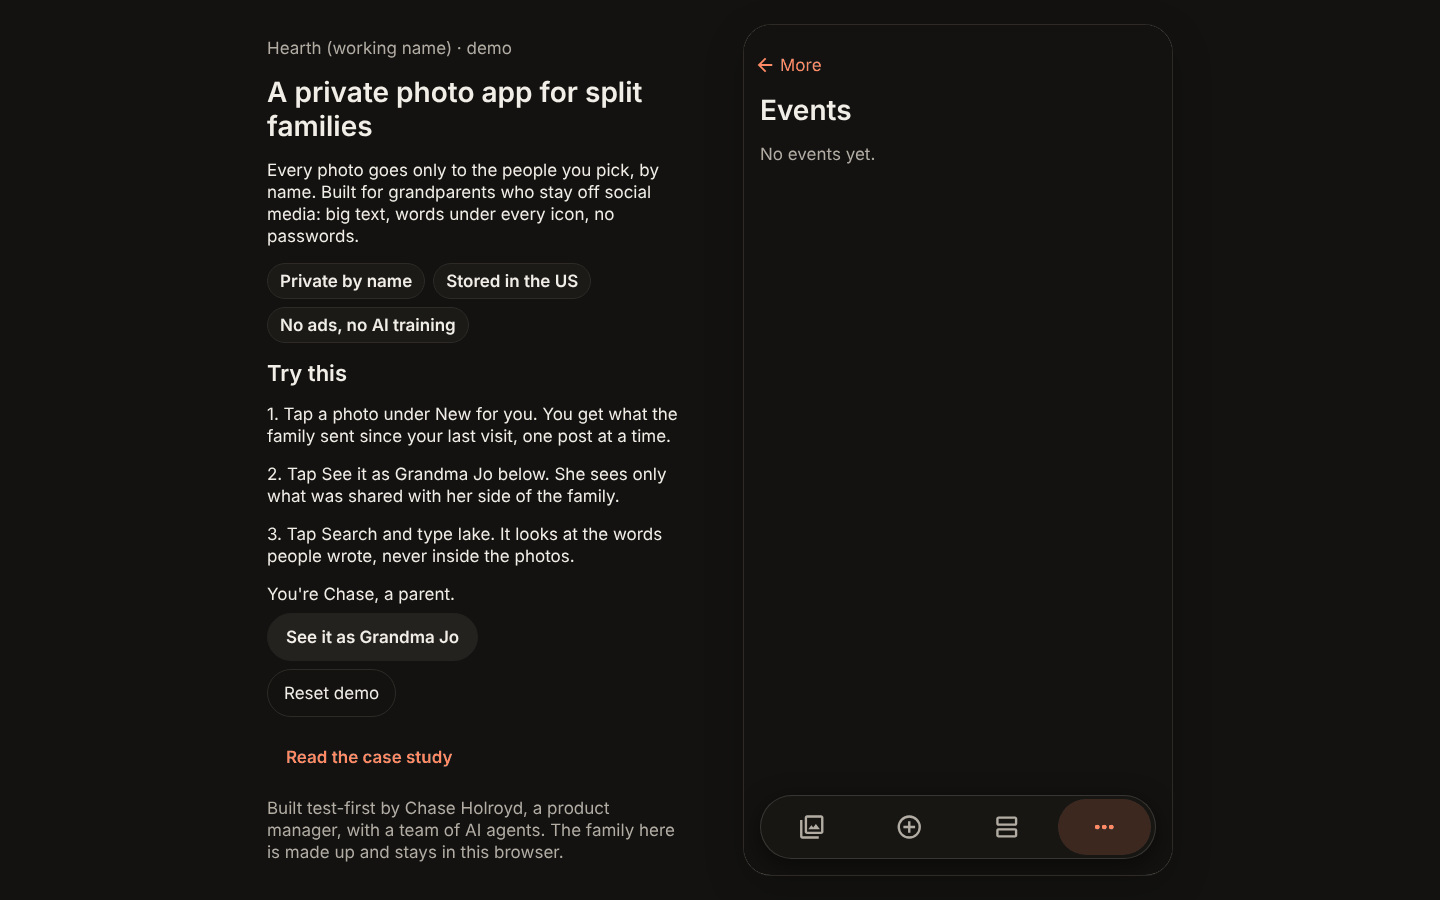 Hearth (working name) · demo
A private photo app for split
families
Every photo goes only to the people you pick, by
name. Built for grandparents who stay off social
media: big text, words under every icon, no
passwords.
Private by name
Stored in the US
No ads, no AI training
Try this
1. Tap a photo under New for you. You get what the
family sent since your last visit, one post at a time.
2. Tap See it as Grandma Jo below. She sees only
what was shared with her side of the family.
3. Tap Search and type lake. It looks at the words
people wrote, never inside the photos.
You're Chase, a parent.
See it as Grandma Jo
Reset demo
Read the case study
Built test-first by Chase Holroyd, a product
manager, with a team of AI agents. The family here
is made up and stays in this browser.
More
Events
No events yet.